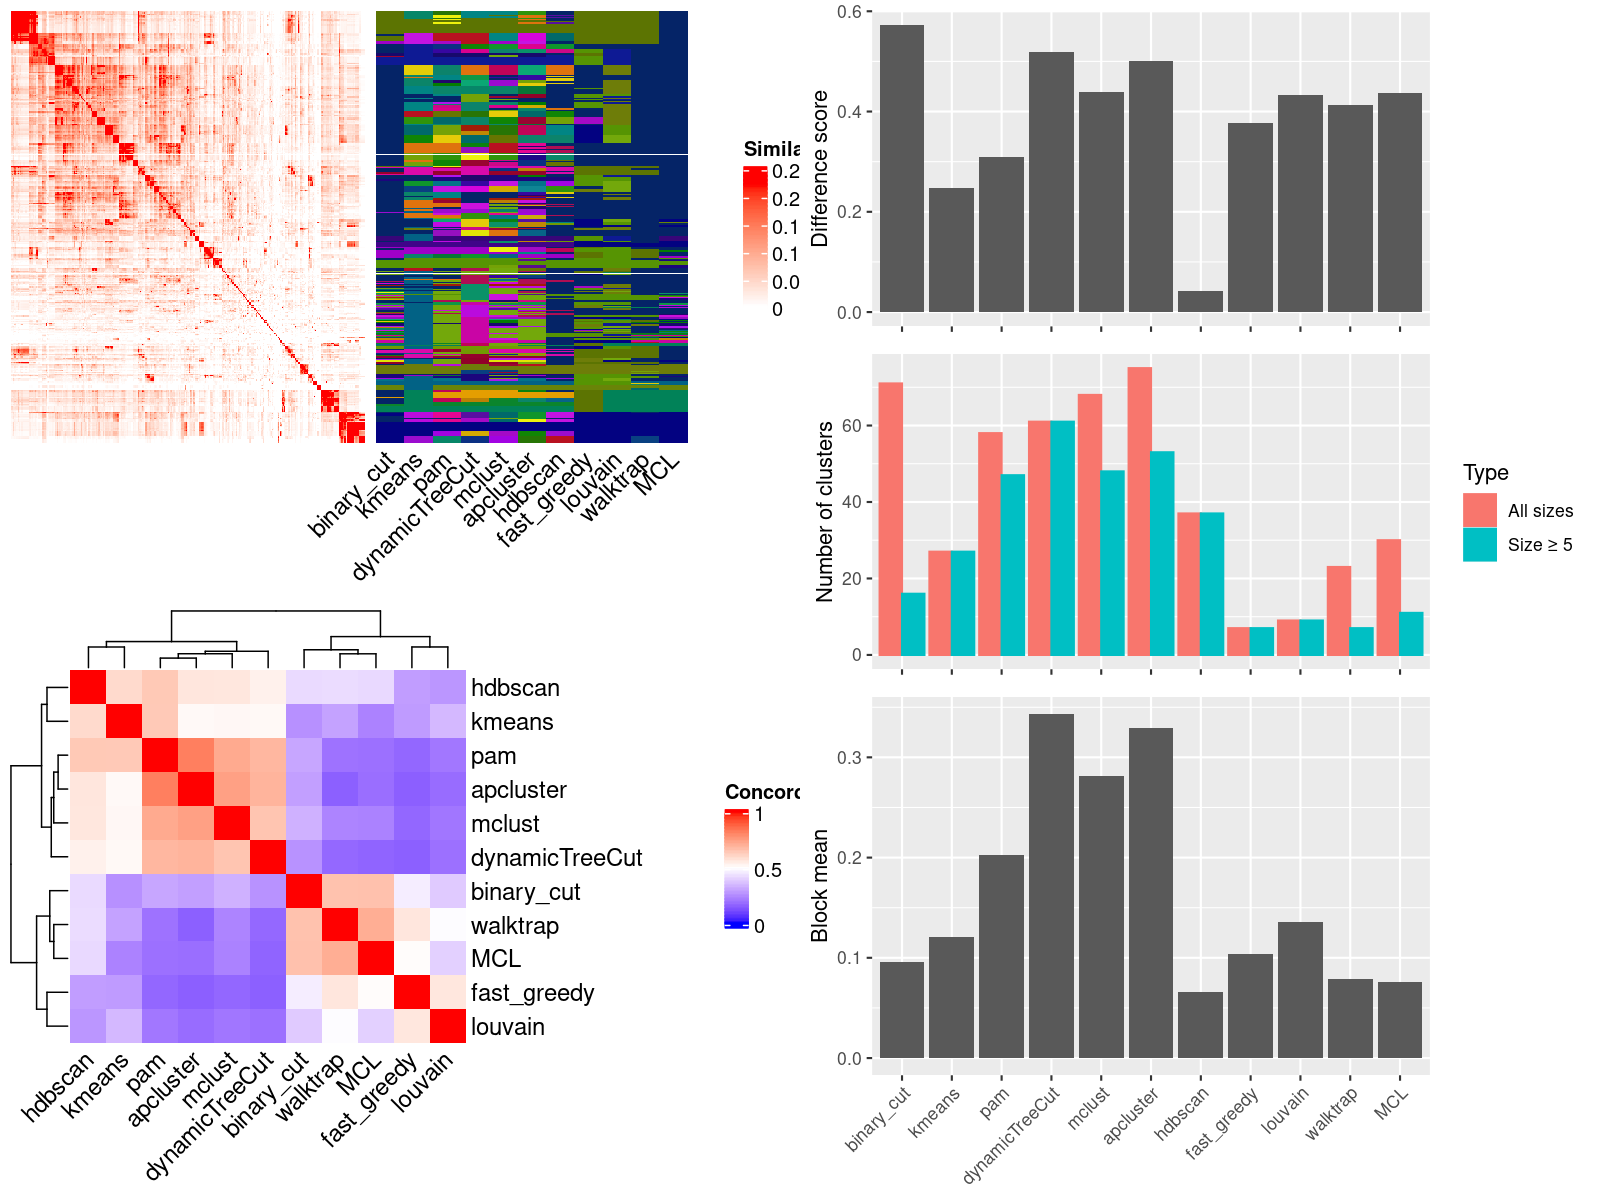 Simila
0.2
0.2
0.1
0.1
0.0
0
binary_cut
kmeans
pam
dynamicTreeCut
mclust
apcluster
hdbscan
fast_greedy
louvain
walktrap
MCL
hdbscan
kmeans
pam
apcluster
mclust
dynamicTreeCut
binary_cut
walktrap
MCL
fast_greedy
louvain
hdbscan
kmeans
pam
apcluster
mclust
dynamicTreeCut
binary_cut
walktrap
MCL
fast_greedy
louvain
Concord
1
0.5
0
Difference score
0.6
0.4
0.2
0.0
Number of clusters
60
40
20
0
Type
All sizes
Size ≥ 5
Block mean
0.3
0.2
0.1
0.0
binary_cut
kmeans
pam
dynamicTreeCut
mclust
apcluster
hdbscan
fast_greedy
louvain
walktrap
MCL